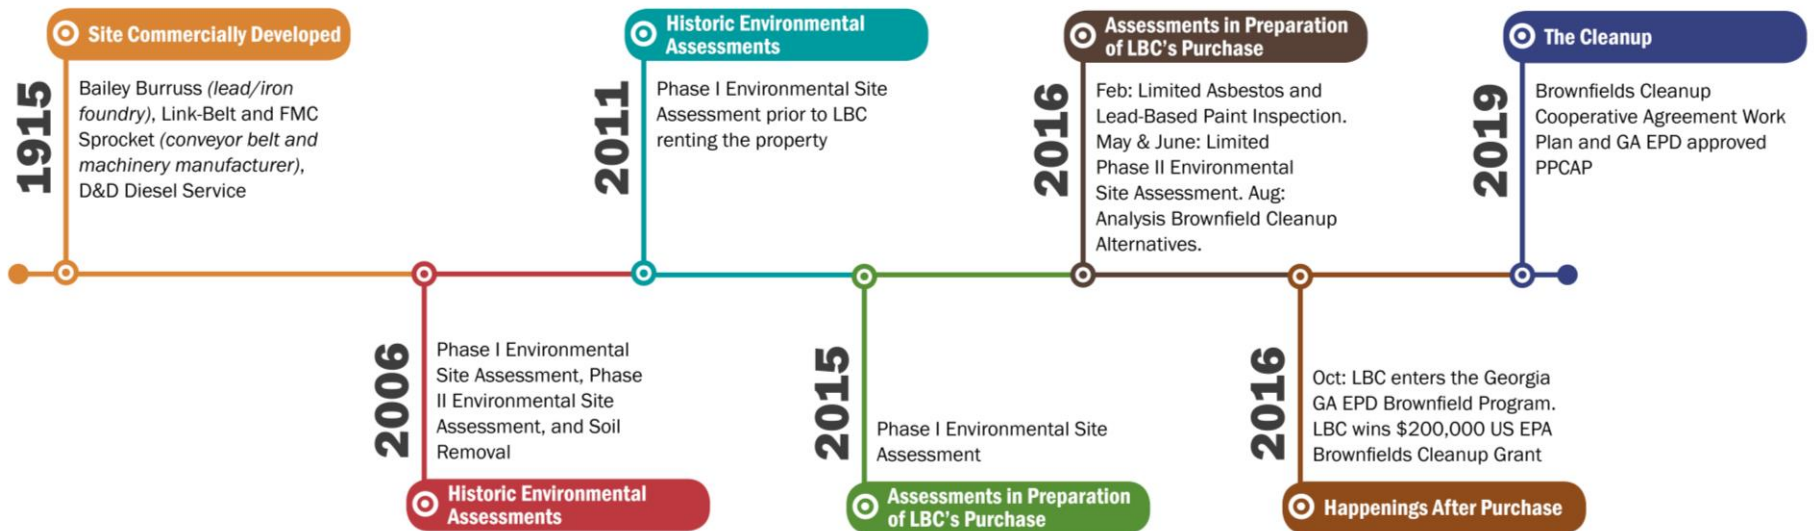 Site Commercially Developed
1915
Bailey Burruss (lead/iron
foundry), Link-Belt and FMC
Sprocket (conveyor belt and
machinery manufacturer),
D&D Diesel Service
2006
Phase I Environmental
Site Assessment, Phase
II Environmental Site
Assessment, and Soil
Removal
Historic Environmental
Assessments
Historic Environmental
Assessments
2011
Phase I Environmental Site
Assessment prior to LBC
renting the property
2015
Phase I Environmental Site
Assessment
Assessments in Preparation
of LBC's Purchase
Assessments in Preparation
of LBC's Purchase
2016
Feb: Limited Asbestos and
Lead-Based Paint Inspection.
May & June: Limited
Phase II Environmental
Site Assessment. Aug:
Analysis Brownfield Cleanup
Alternatives.
2016
Oct: LBC enters the Georgia
GA EPD Brownfield Program.
LBC wins $200,000 US EPA
Brownfields Cleanup Grant
Happenings After Purchase
The Cleanup
2019
Brownfields Cleanup
Cooperative Agreement Work
Plan and GA EPD approved
PPCAP